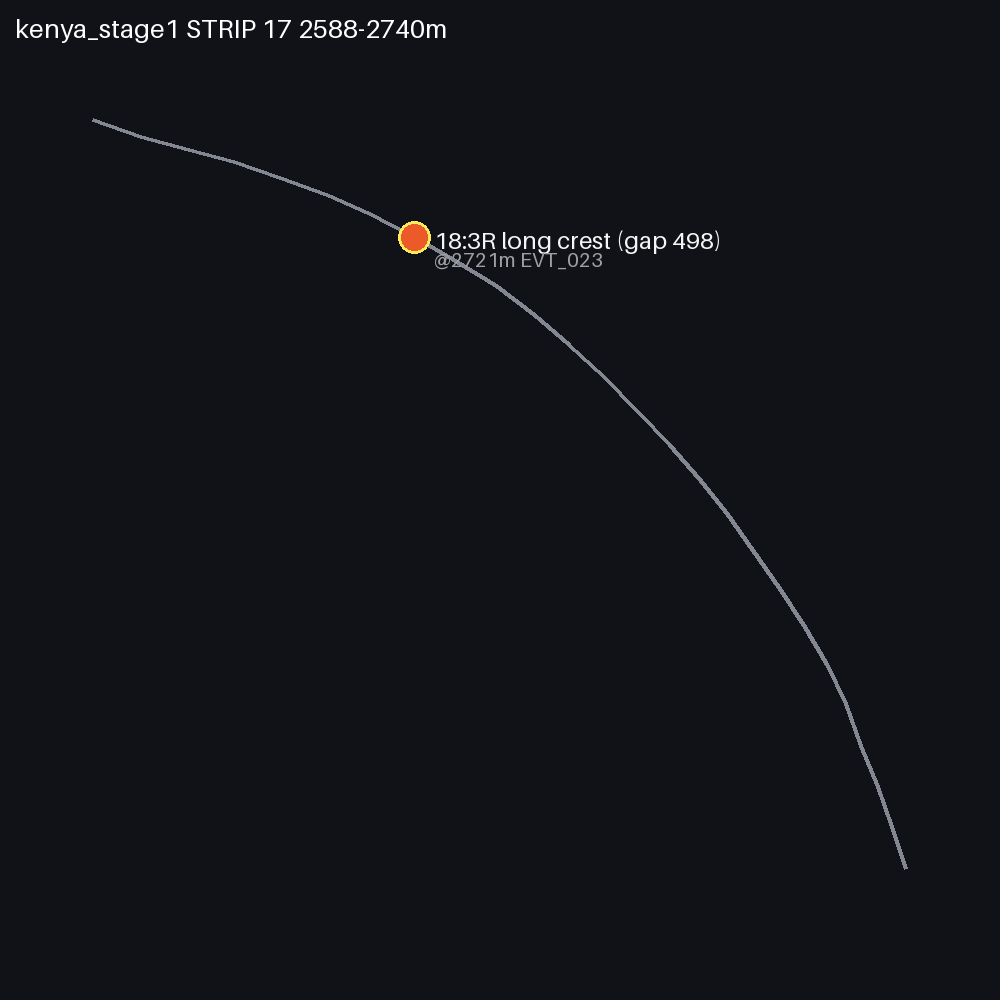 kenya_stage1 STRIP 17 2588-2740m
18:3R long crest (gap 498)
@2721m EVT_023